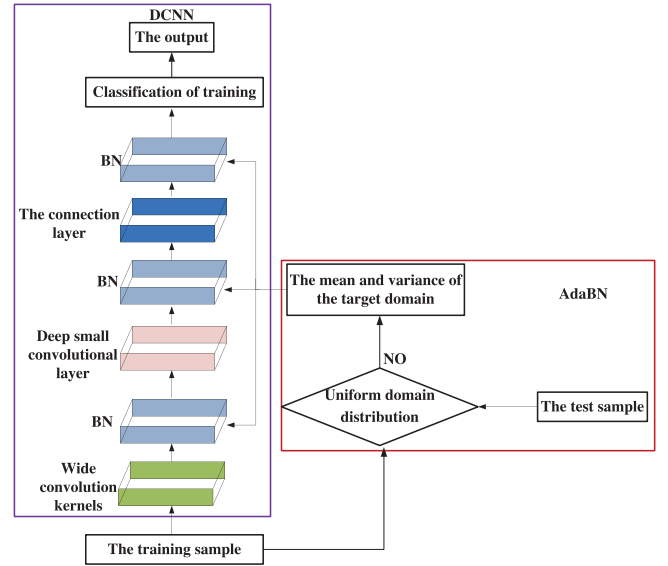 DCNN
The output
Classification of training
BN
The connection
layer
BN
Deep small
convolutional
layer
BN
Wide
convolution
kernels
The training sample
The mean and variance of
the target domain
AdaBN
NO
Uniform domain
distribution
The test sample